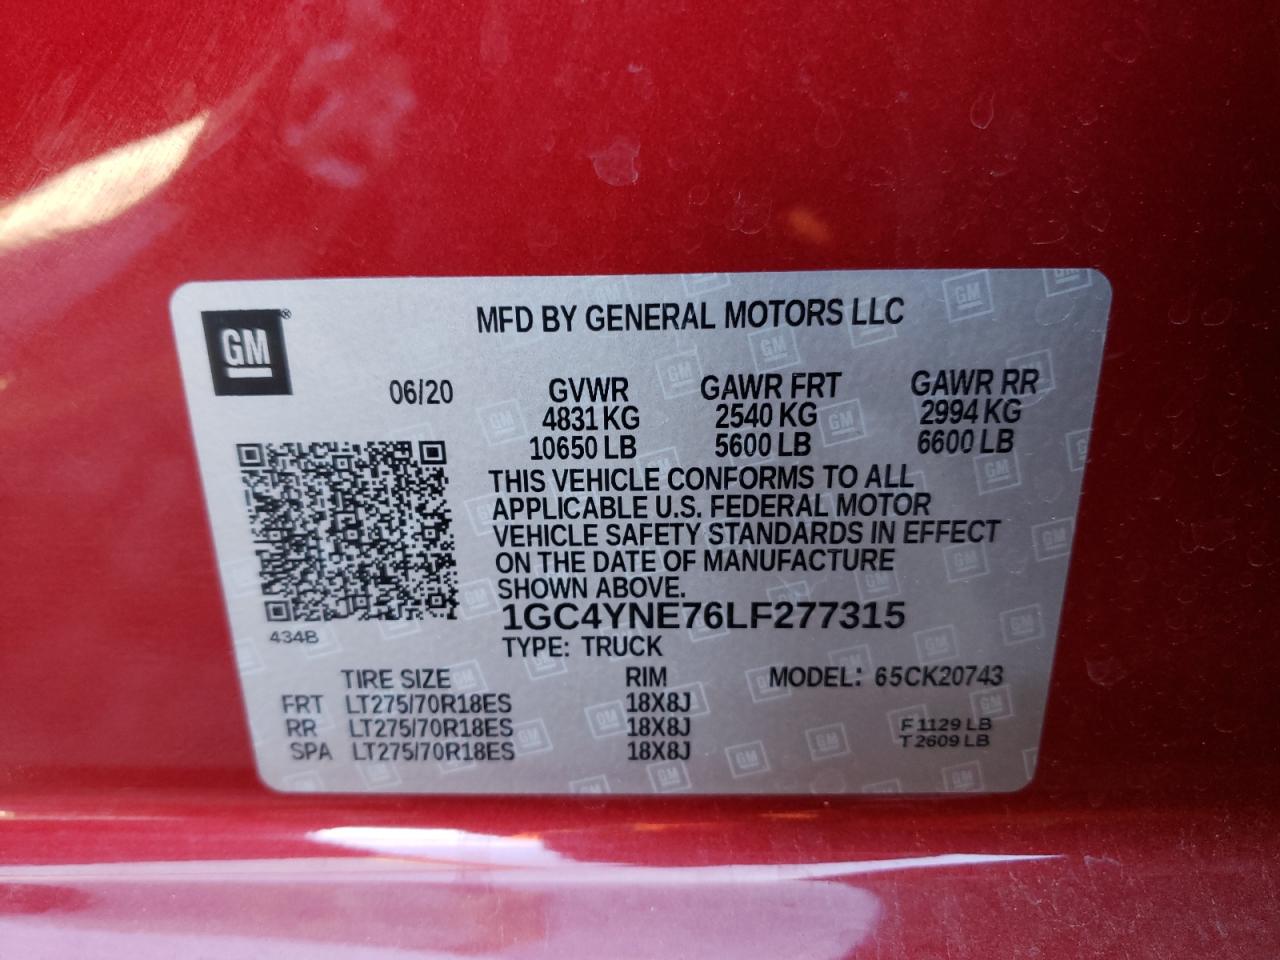 GM®
MFD BY GENERAL MOTORS LLC
06/20 GVWR GAWR FRT GAWR RR
4831 KG 2540 KG 2994 KG
10650 LB 5600 LB 6600 LB
THIS VEHICLE CONFORMS TO ALL
APPLICABLE U.S. FEDERAL MOTOR
VEHICLE SAFETY STANDARDS IN EFFECT
ON THE DATE OF MANUFACTURE
SHOWN ABOVE.
1GC4YNE76LF277315
434B
TYPE: TRUCK
TIRE SIZE RIM MODEL: 65CK20743
FRT LT275/70R18ES 18X8J
RR LT275/70R18ES 18X8J F 1129 LB
SPA LT275/70R18ES 18X8J T 2609 LB